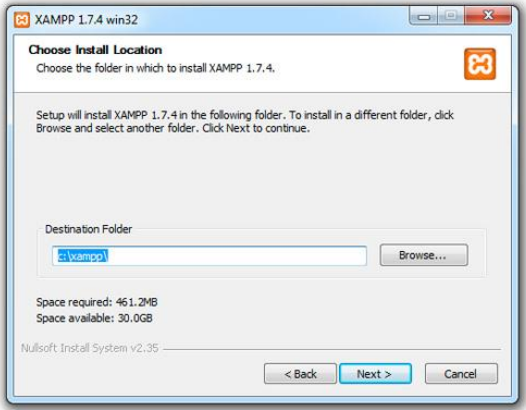 XAMPP 1.7.4 win32
Choose Install Location
Choose the folder in which to install XAMPP 1.7.4.
Setup will install XAMPP 1.7.4 in the following folder. To install in a different folder, click
Browse and select another folder. Click Next to continue.
Destination Folder
c:\xampp\
Browse...
Space required: 461.2MB
Space available: 30.0GB
Nullsoft Install System v2.35
< Back
Next >
Cancel